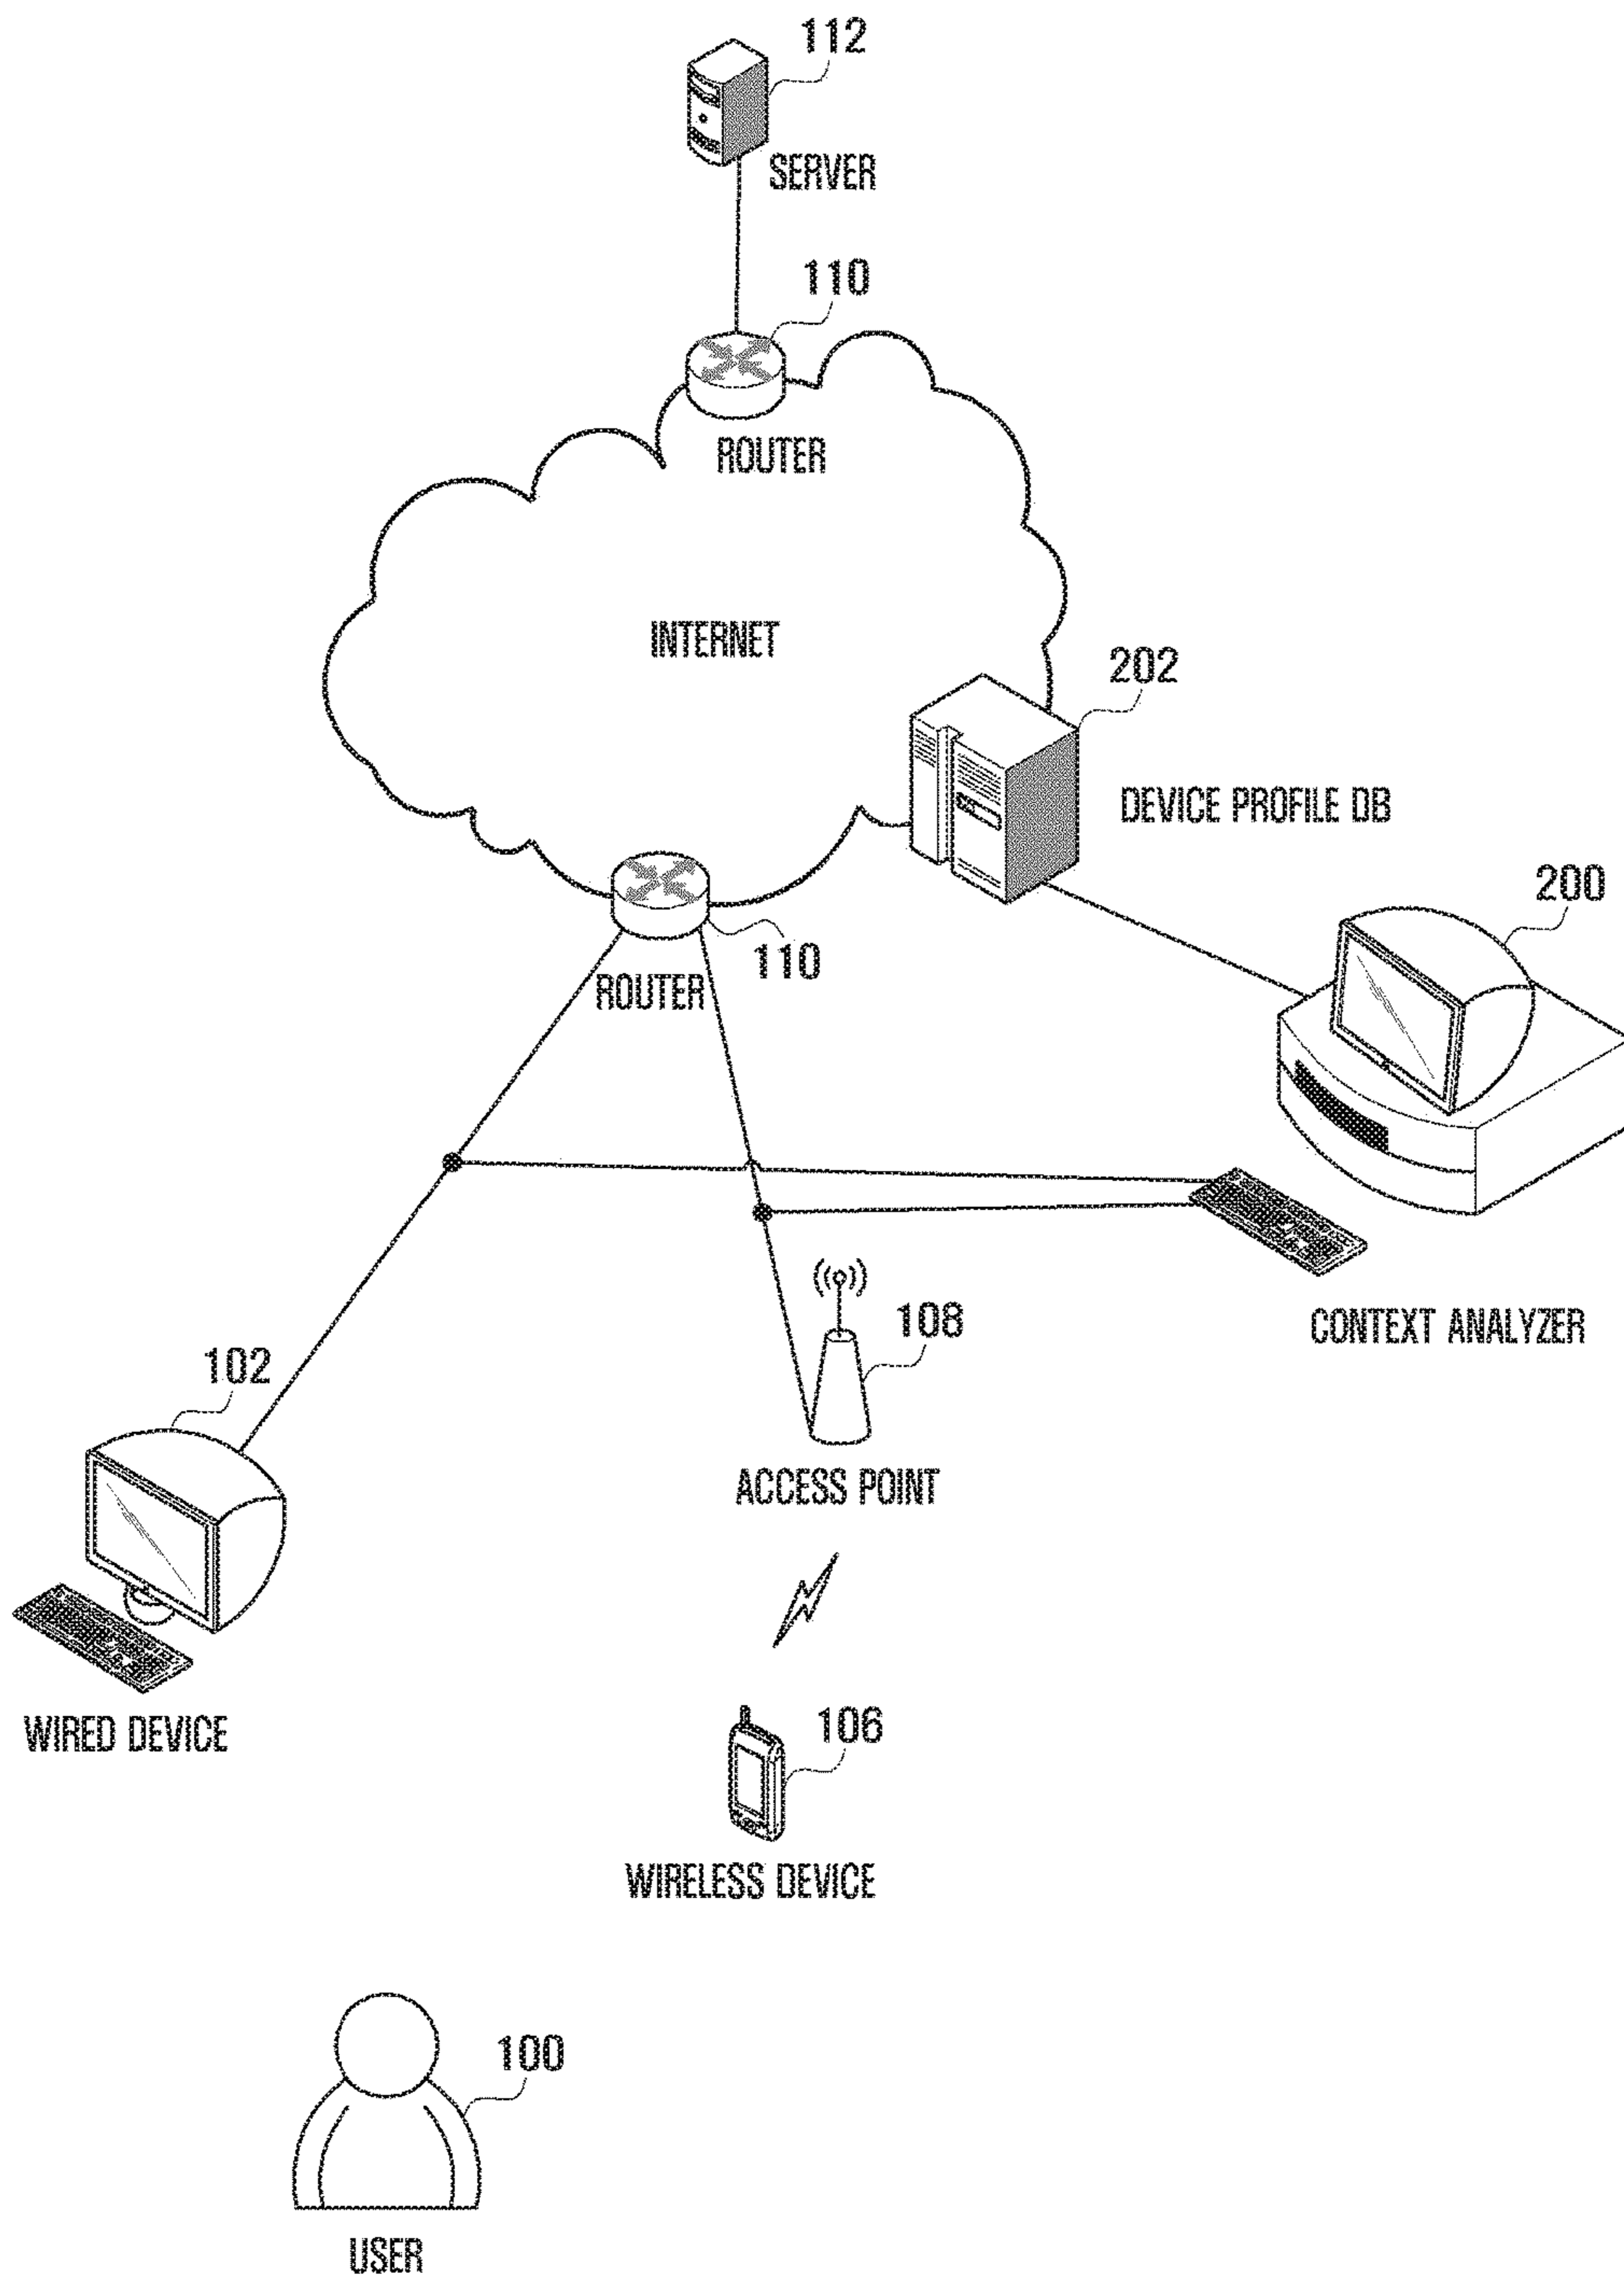 112
SERVER
110
ROUTER
INTERNET
202
DEVICE PROFILE DB
200
110
ROUTER
CONTEXT ANALYZER
108
102
ACCESS POINT
WIRED DEVICE
106
WIRELESS DEVICE
100
USER